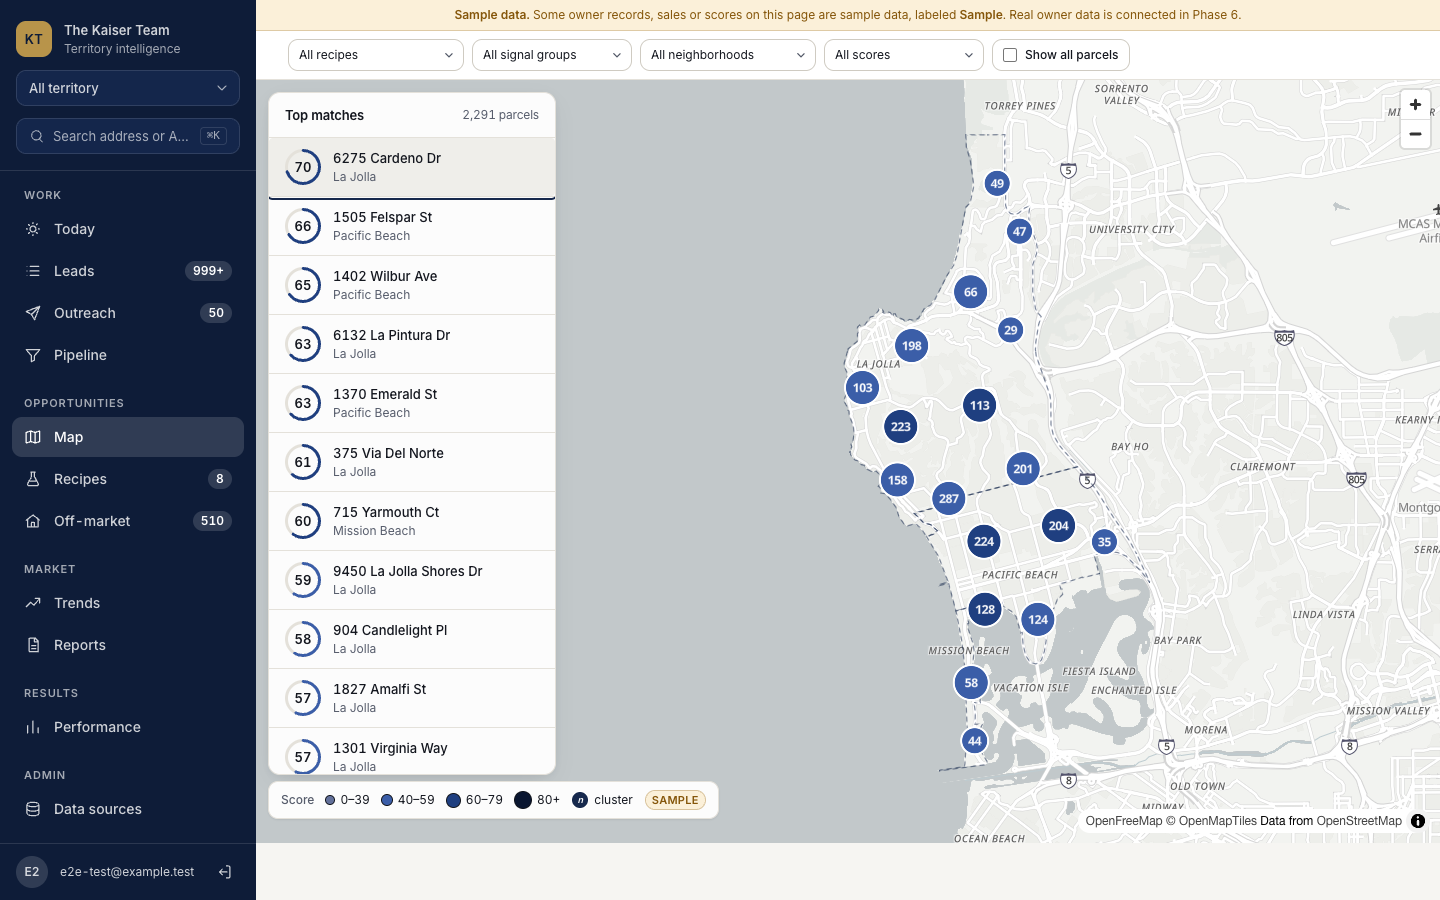 KT
The Kaiser Team
Territory intelligence
All territory
Search address or A... ⌘K
WORK
Today
Leads 999+
Outreach 50
Pipeline
OPPORTUNITIES
Map
Recipes 8
Off-market 510
MARKET
Trends
Reports
RESULTS
Performance
ADMIN
Data sources
E2 e2e-test@example.test
Sample data. Some owner records, sales or scores on this page are sample data, labeled Sample. Real owner data is connected in Phase 6.
All recipes
All signal groups
All neighborhoods
All scores
Show all parcels
Top matches 2,291 parcels
70 6275 Cardeno Dr
La Jolla
66 1505 Felspar St
Pacific Beach
65 1402 Wilbur Ave
Pacific Beach
63 6132 La Pintura Dr
La Jolla
63 1370 Emerald St
Pacific Beach
61 375 Via Del Norte
La Jolla
60 715 Yarmouth Ct
Mission Beach
59 9450 La Jolla Shores Dr
La Jolla
58 904 Candlelight Pl
La Jolla
57 1827 Amalfi St
La Jolla
57 1301 Virginia Way
La Jolla
Score 0–39 40–59 60–79 80+ n cluster SAMPLE
SORRENTO
VALLEY
TORREY PINES
5
49
47
UNIVERSITY CITY
MCAS M
Airfi
66
29
805
198
LA JOLLA
103
113
223
KEARNY
BAY HO
CLAIREMONT
201
158
5
805
287
Montgo
204
224
35
SERR
PACIFIC BEACH
128
124
LINDA VISTA
BAY PARK
MISSION BEACH
FIESTA ISLAND
58
VACATION ISLE
ENCHANTED ISLE
MISSION VALLEY
MORENA
44
5
8
8
OLD TOWN
MIDWAY
OpenFreeMap © OpenMapTiles Data from OpenStreetMap
OCEAN BEACH